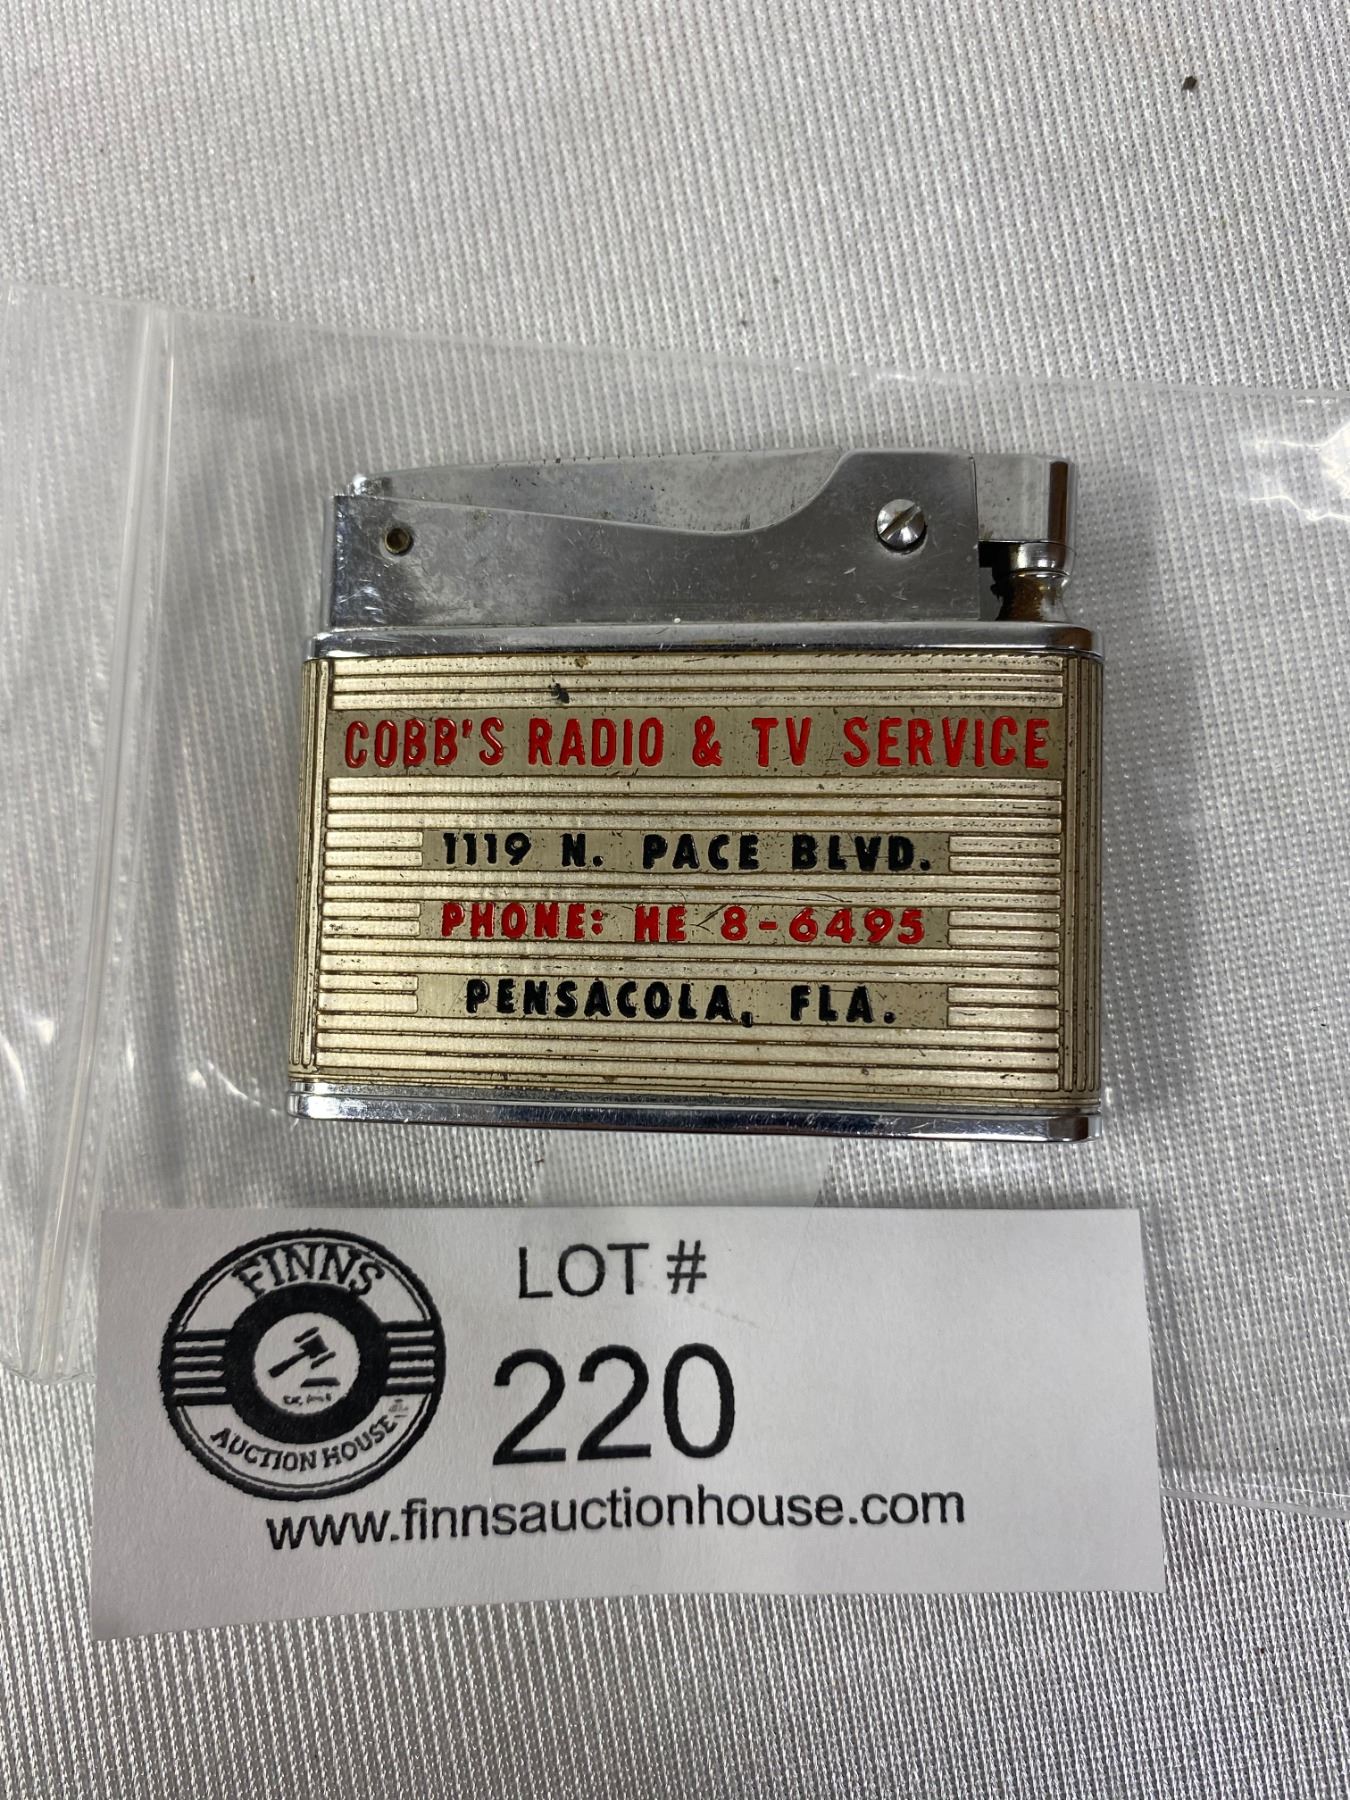 COBB'S RADIO & TV SERVICE
1119 N. PACE BLVD.
PHONE: HE 8-6495
PENSACOLA, FLA.
FINNS
AUCTION HOUSE
LOT #
220
www.finnsauctionhouse.com